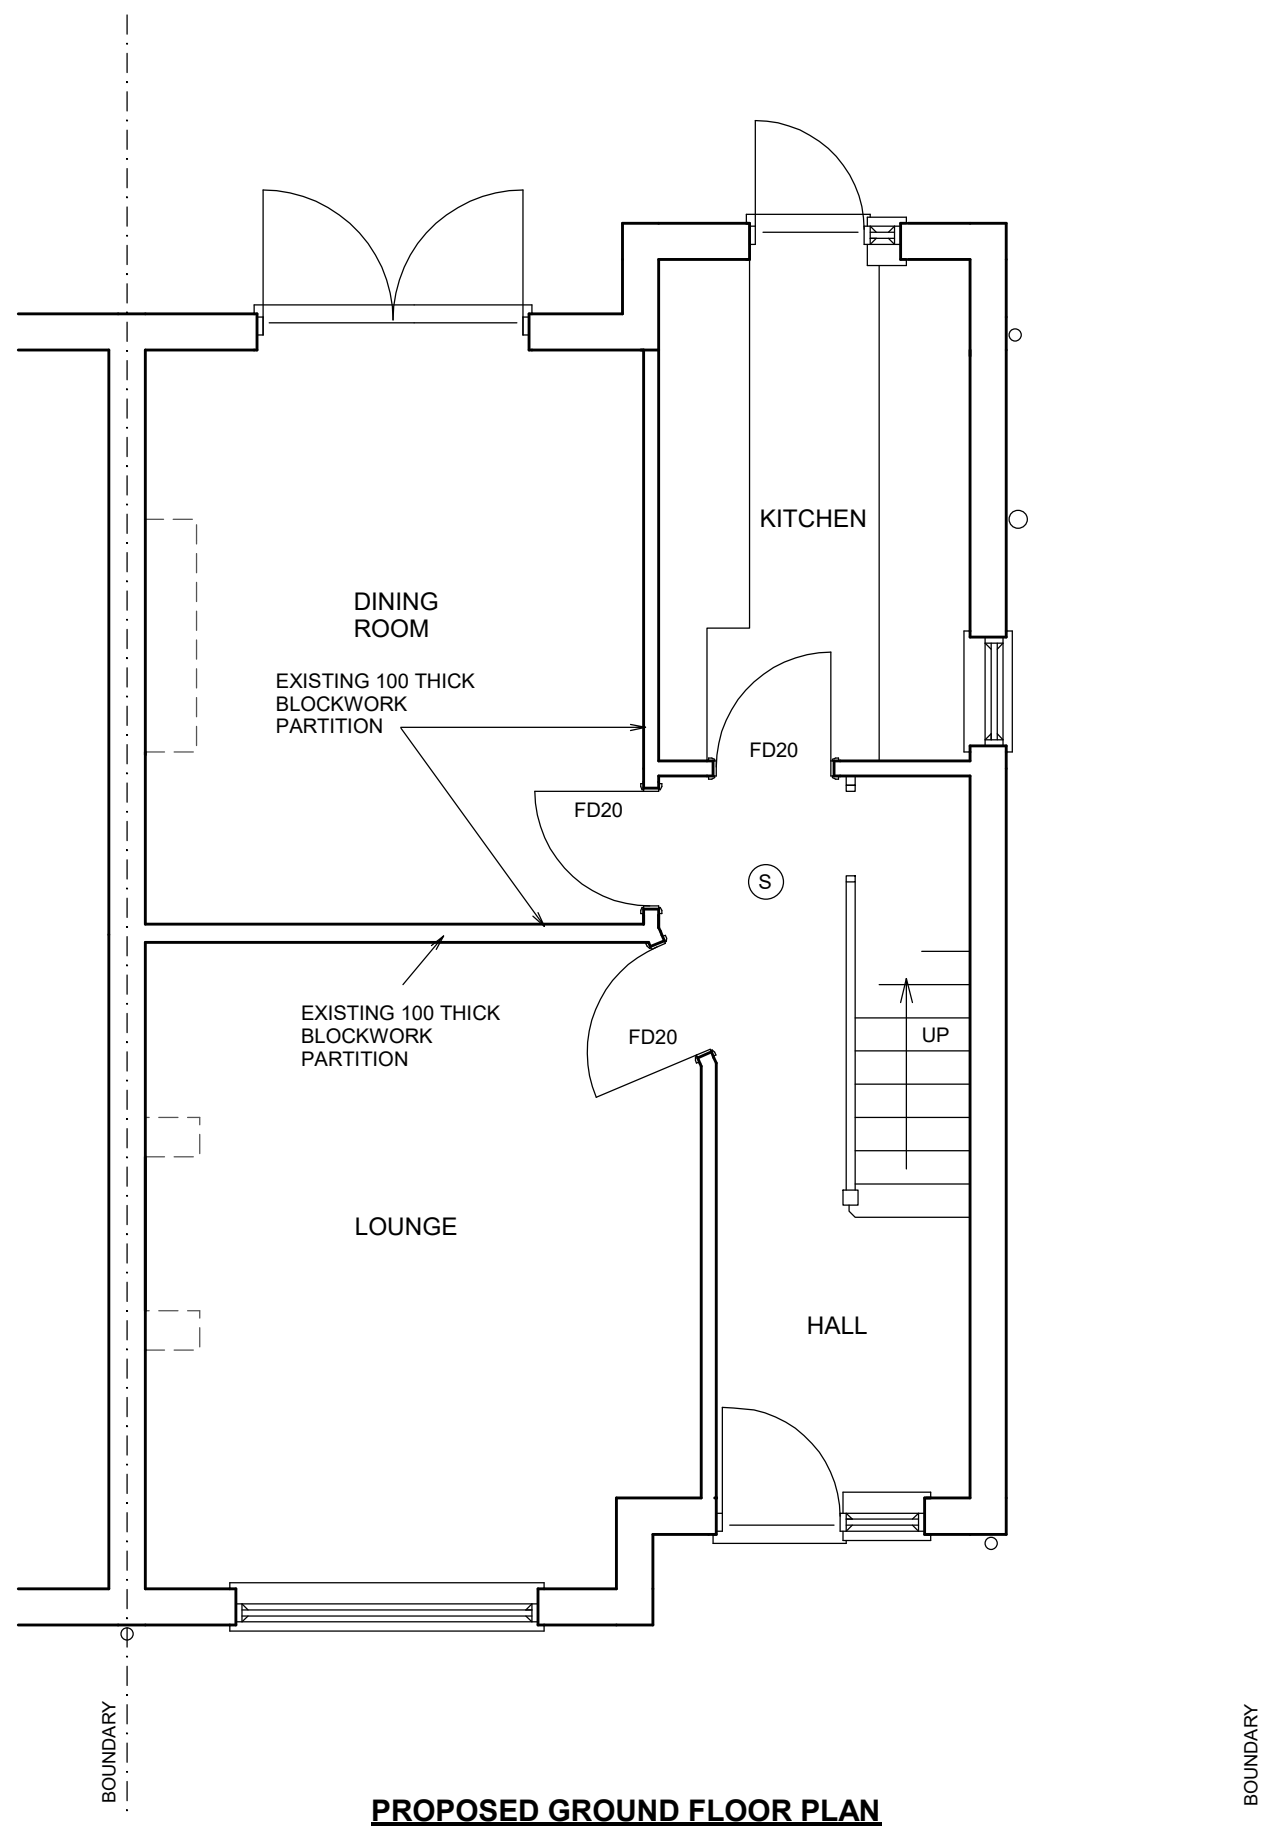 KITCHEN
DINING
ROOM
EXISTING 100 THICK
BLOCKWORK
PARTITION
FD20
FD20
S
EXISTING 100 THICK
BLOCKWORK
PARTITION
FD20
UP
LOUNGE
HALL
BOUNDARY
BOUNDARY
PROPOSED GROUND FLOOR PLAN